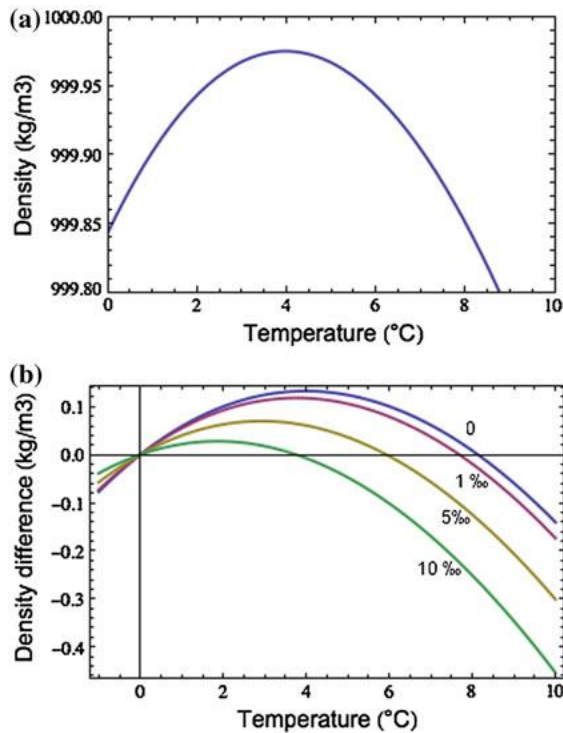 (a)
1000.00
999.95
999.90
999.85
999.80
Density (kg/m3)
0 2 4 6 8 10
Temperature (°C)
(b)
0.1
0.0
−0.1
−0.2
−0.3
−0.4
Density difference (kg/m3)
0
1 ‰
5‰
10 ‰
0 2 4 6 8 10
Temperature (°C)